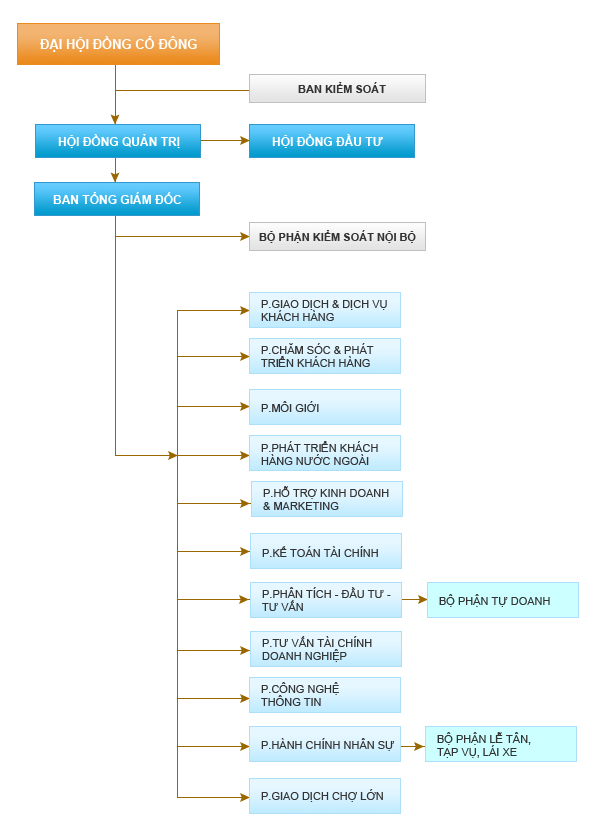 ĐẠI HỘI ĐỒNG CỔ ĐÔNG
BAN KIỂM SOÁT
HỘI ĐỒNG QUẢN TRỊ
HỘI ĐỒNG ĐẦU TƯ
BAN TỔNG GIÁM ĐỐC
BỘ PHẬN KIỂM SOÁT NỘI BỘ
P.GIAO DỊCH & DỊCH VỤ
KHÁCH HÀNG
P.CHĂM SÓC & PHÁT
TRIỂN KHÁCH HÀNG
P.MÔI GIỚI
P.PHÁT TRIỂN KHÁCH
HÀNG NƯỚC NGOÀI
P.HỖ TRỢ KINH DOANH
& MARKETING
P.KẾ TOÁN TÀI CHÍNH
P.PHÂN TÍCH - ĐẦU TƯ -
TƯ VẤN
BỘ PHẬN TỰ DOANH
P.TƯ VẤN TÀI CHÍNH
DOANH NGHIỆP
P.CÔNG NGHỆ
THÔNG TIN
P.HÀNH CHÍNH NHÂN SỰ
BỘ PHẬN LỄ TÂN,
TẠP VỤ, LÁI XE
P.GIAO DỊCH CHỢ LỚN